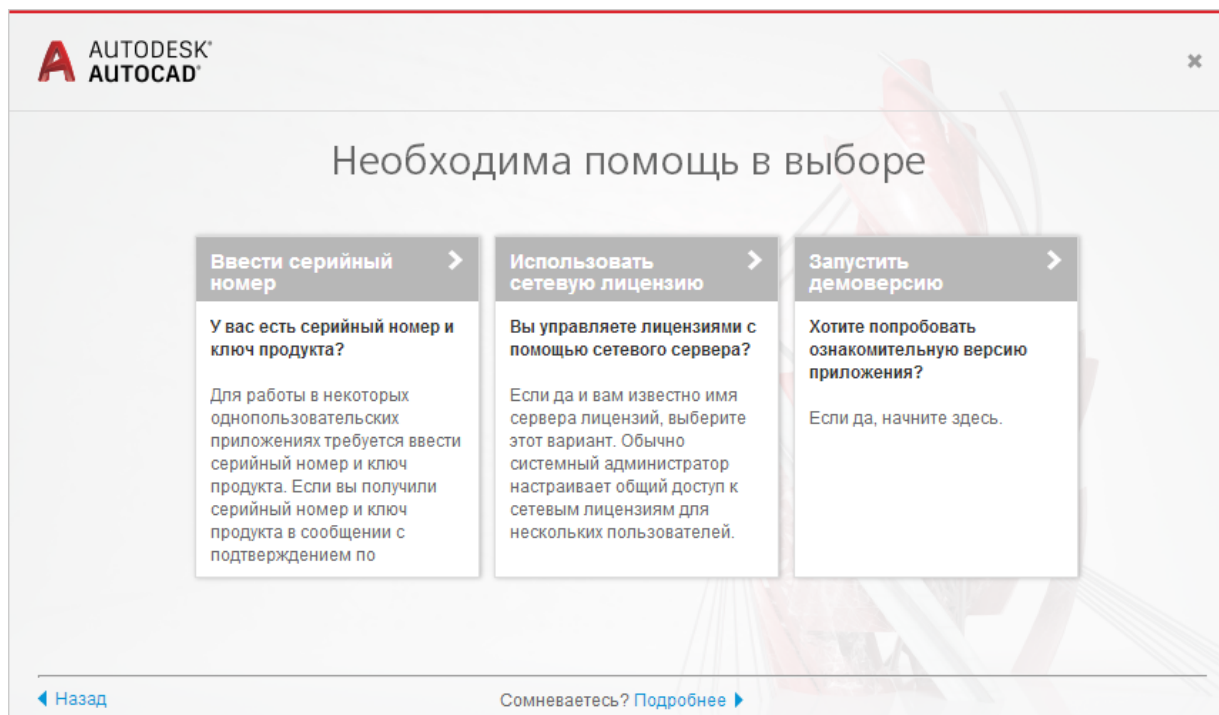 AUTODESK®
AUTOCAD®
Необходима помощь в выборе
Ввести серийный
номер
У вас есть серийный номер и
ключ продукта?
Для работы в некоторых
однопользовательских
приложениях требуется ввести
серийный номер и ключ
продукта. Если вы получили
серийный номер и ключ
продукта в сообщении с
подтверждением по
Использовать
сетевую лицензию
Вы управляете лицензиями с
помощью сетевого сервера?
Если да и вам известно имя
сервера лицензий, выберите
этот вариант. Обычно
системный администратор
настраивает общий доступ к
сетевым лицензиям для
нескольких пользователей.
Запустить
демоверсию
Хотите попробовать
ознакомительную версию
приложения?
Если да, начните здесь.
Назад
Сомневаетесь? Подробнее